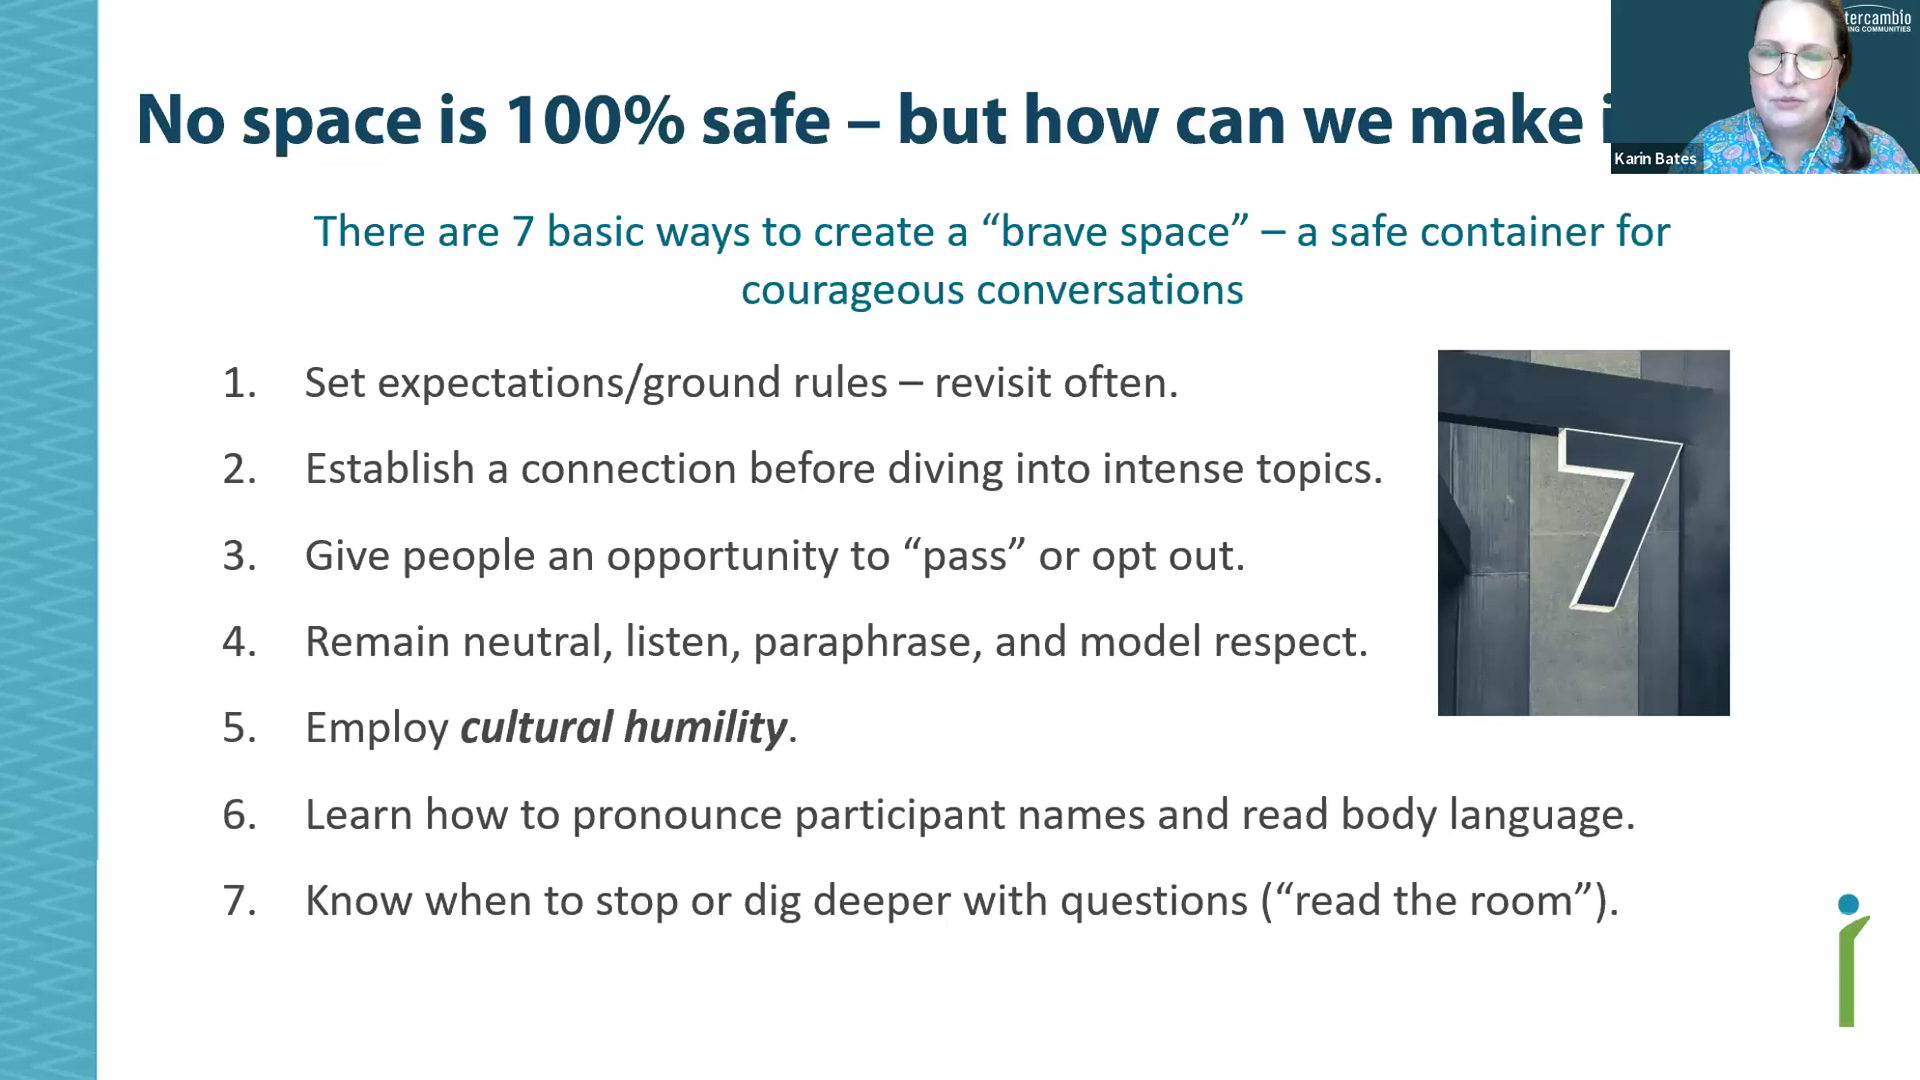 No space is 100% safe – but how can we make
tercambio
ING COMMUNITIES
Karin Bates
There are 7 basic ways to create a “brave space” – a safe container for
courageous conversations
1. Set expectations/ground rules – revisit often.
2. Establish a connection before diving into intense topics.
3. Give people an opportunity to “pass” or opt out.
4. Remain neutral, listen, paraphrase, and model respect.
5. Employ cultural humility.
6. Learn how to pronounce participant names and read body language.
7. Know when to stop or dig deeper with questions (“read the room”).
7